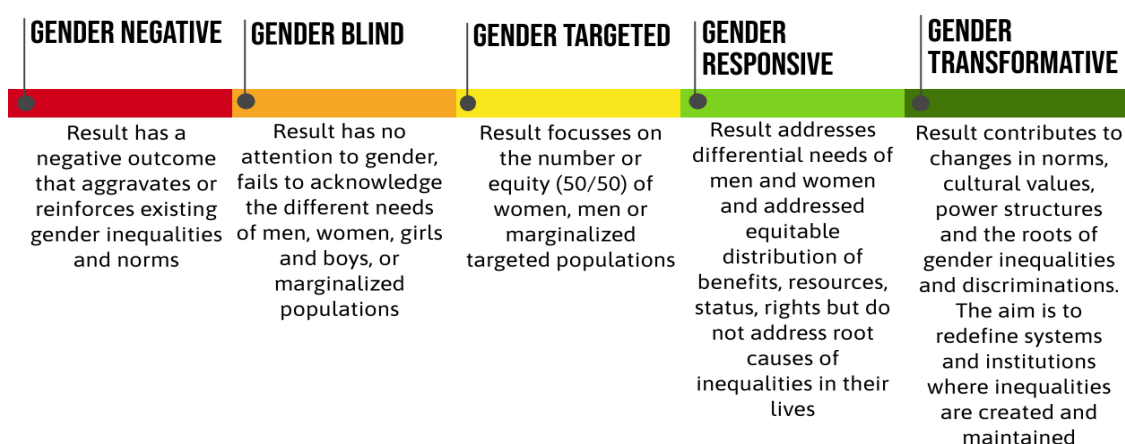 GENDER NEGATIVE
Result has a
negative outcome
that aggravates or
reinforces existing
gender inequalities
and norms
GENDER BLIND
Result has no
attention to gender,
fails to acknowledge
the different needs
of men, women, girls
and boys, or
marginalized
populations
GENDER TARGETED
Result focusses on
the number or
equity (50/50) of
women, men or
marginalized
targeted populations
GENDER
RESPONSIVE
Result addresses
differential needs of
men and women
and addressed
equitable
distribution of
benefits, resources,
status, rights but do
not address root
causes of
inequalities in their
lives
GENDER
TRANSFORMATIVE
Result contributes to
changes in norms,
cultural values,
power structures
and the roots of
gender inequalities
and discriminations.
The aim is to
redefine systems
and institutions
where inequalities
are created and
maintained